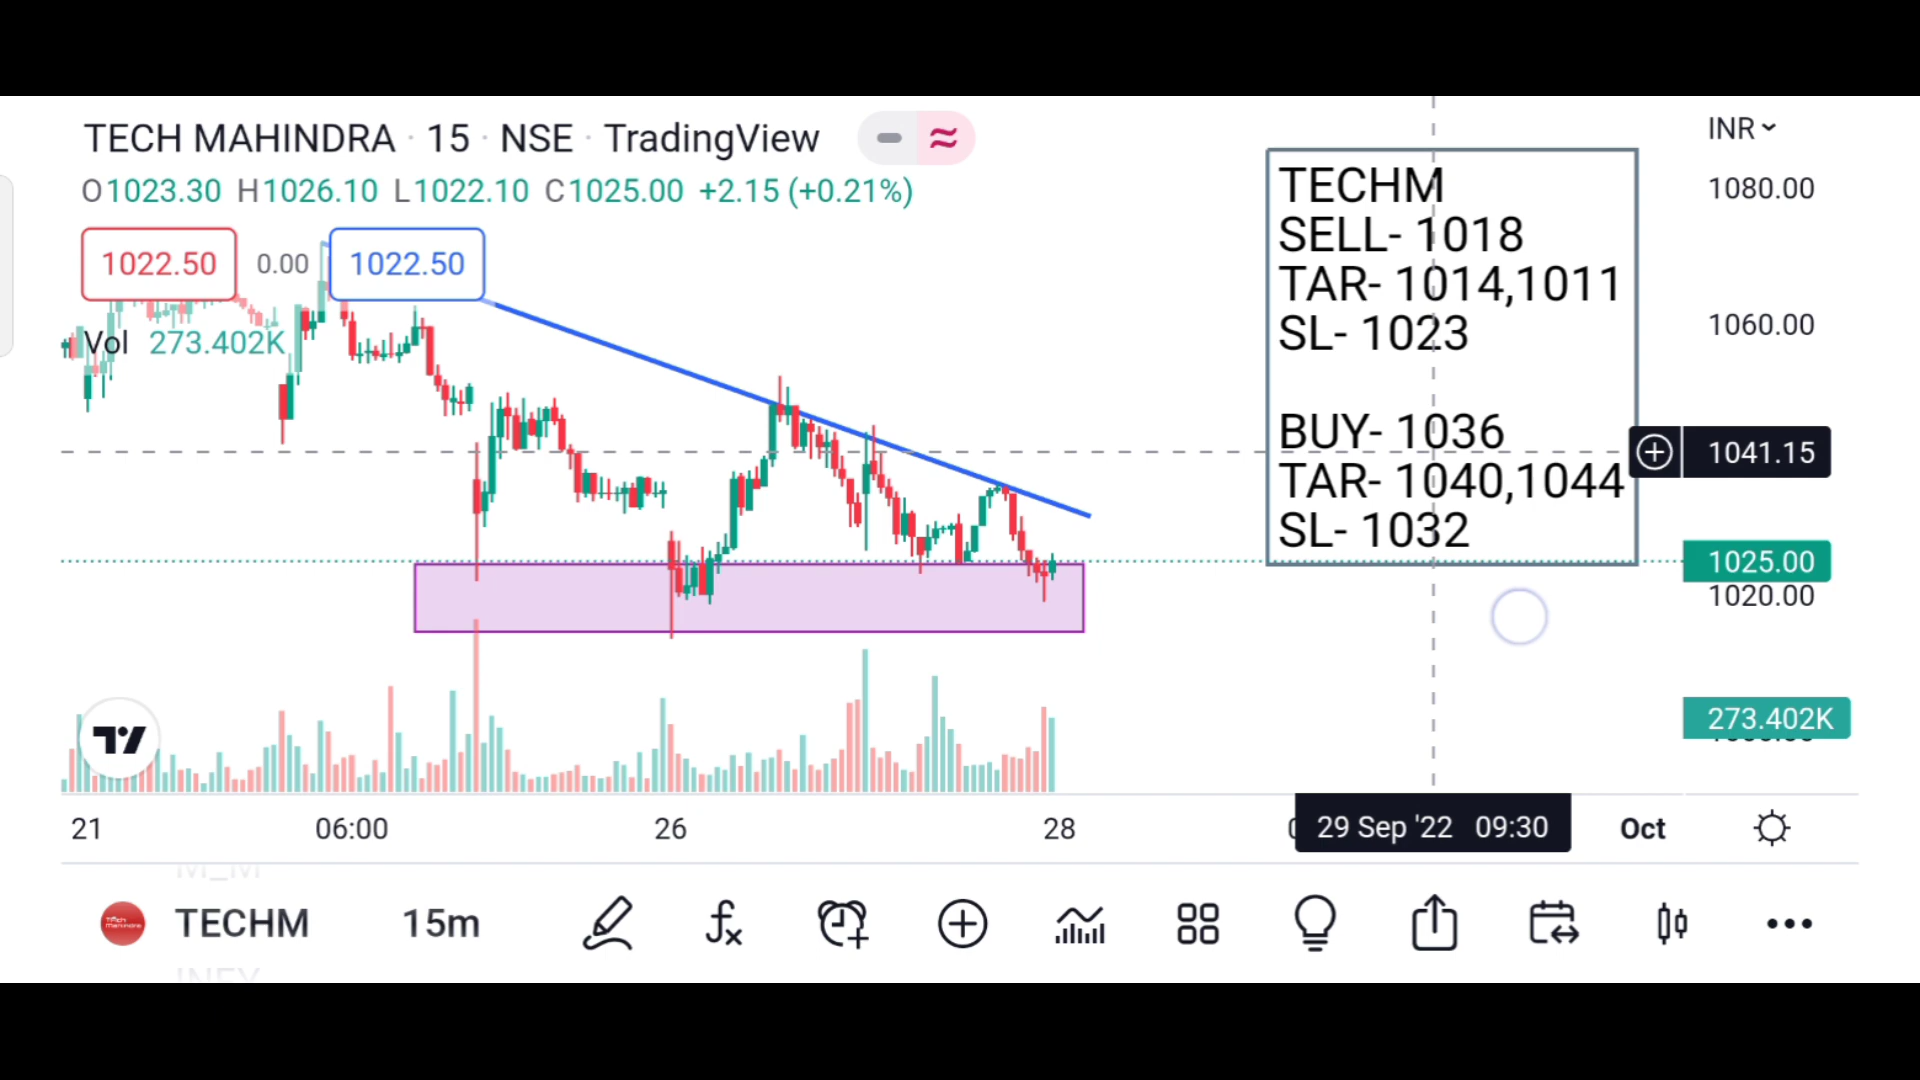 TECH MAHINDRA · 15 · NSE · TradingView
O1023.30 H1026.10 L1022.10 C1025.00 +2.15 (+0.21%)
1022.50 0.00 1022.50
Vol 273.402K
INR
1080.00
1060.00
1041.15
1025.00
1020.00
273.402K
TECHM
SELL- 1018
TAR- 1014,1011
SL- 1023
BUY- 1036
TAR- 1040,1044
SL- 1032
21 06:00 26 28 29 Sep '22 09:30 Oct
M_M
TECHM 15m
INFY